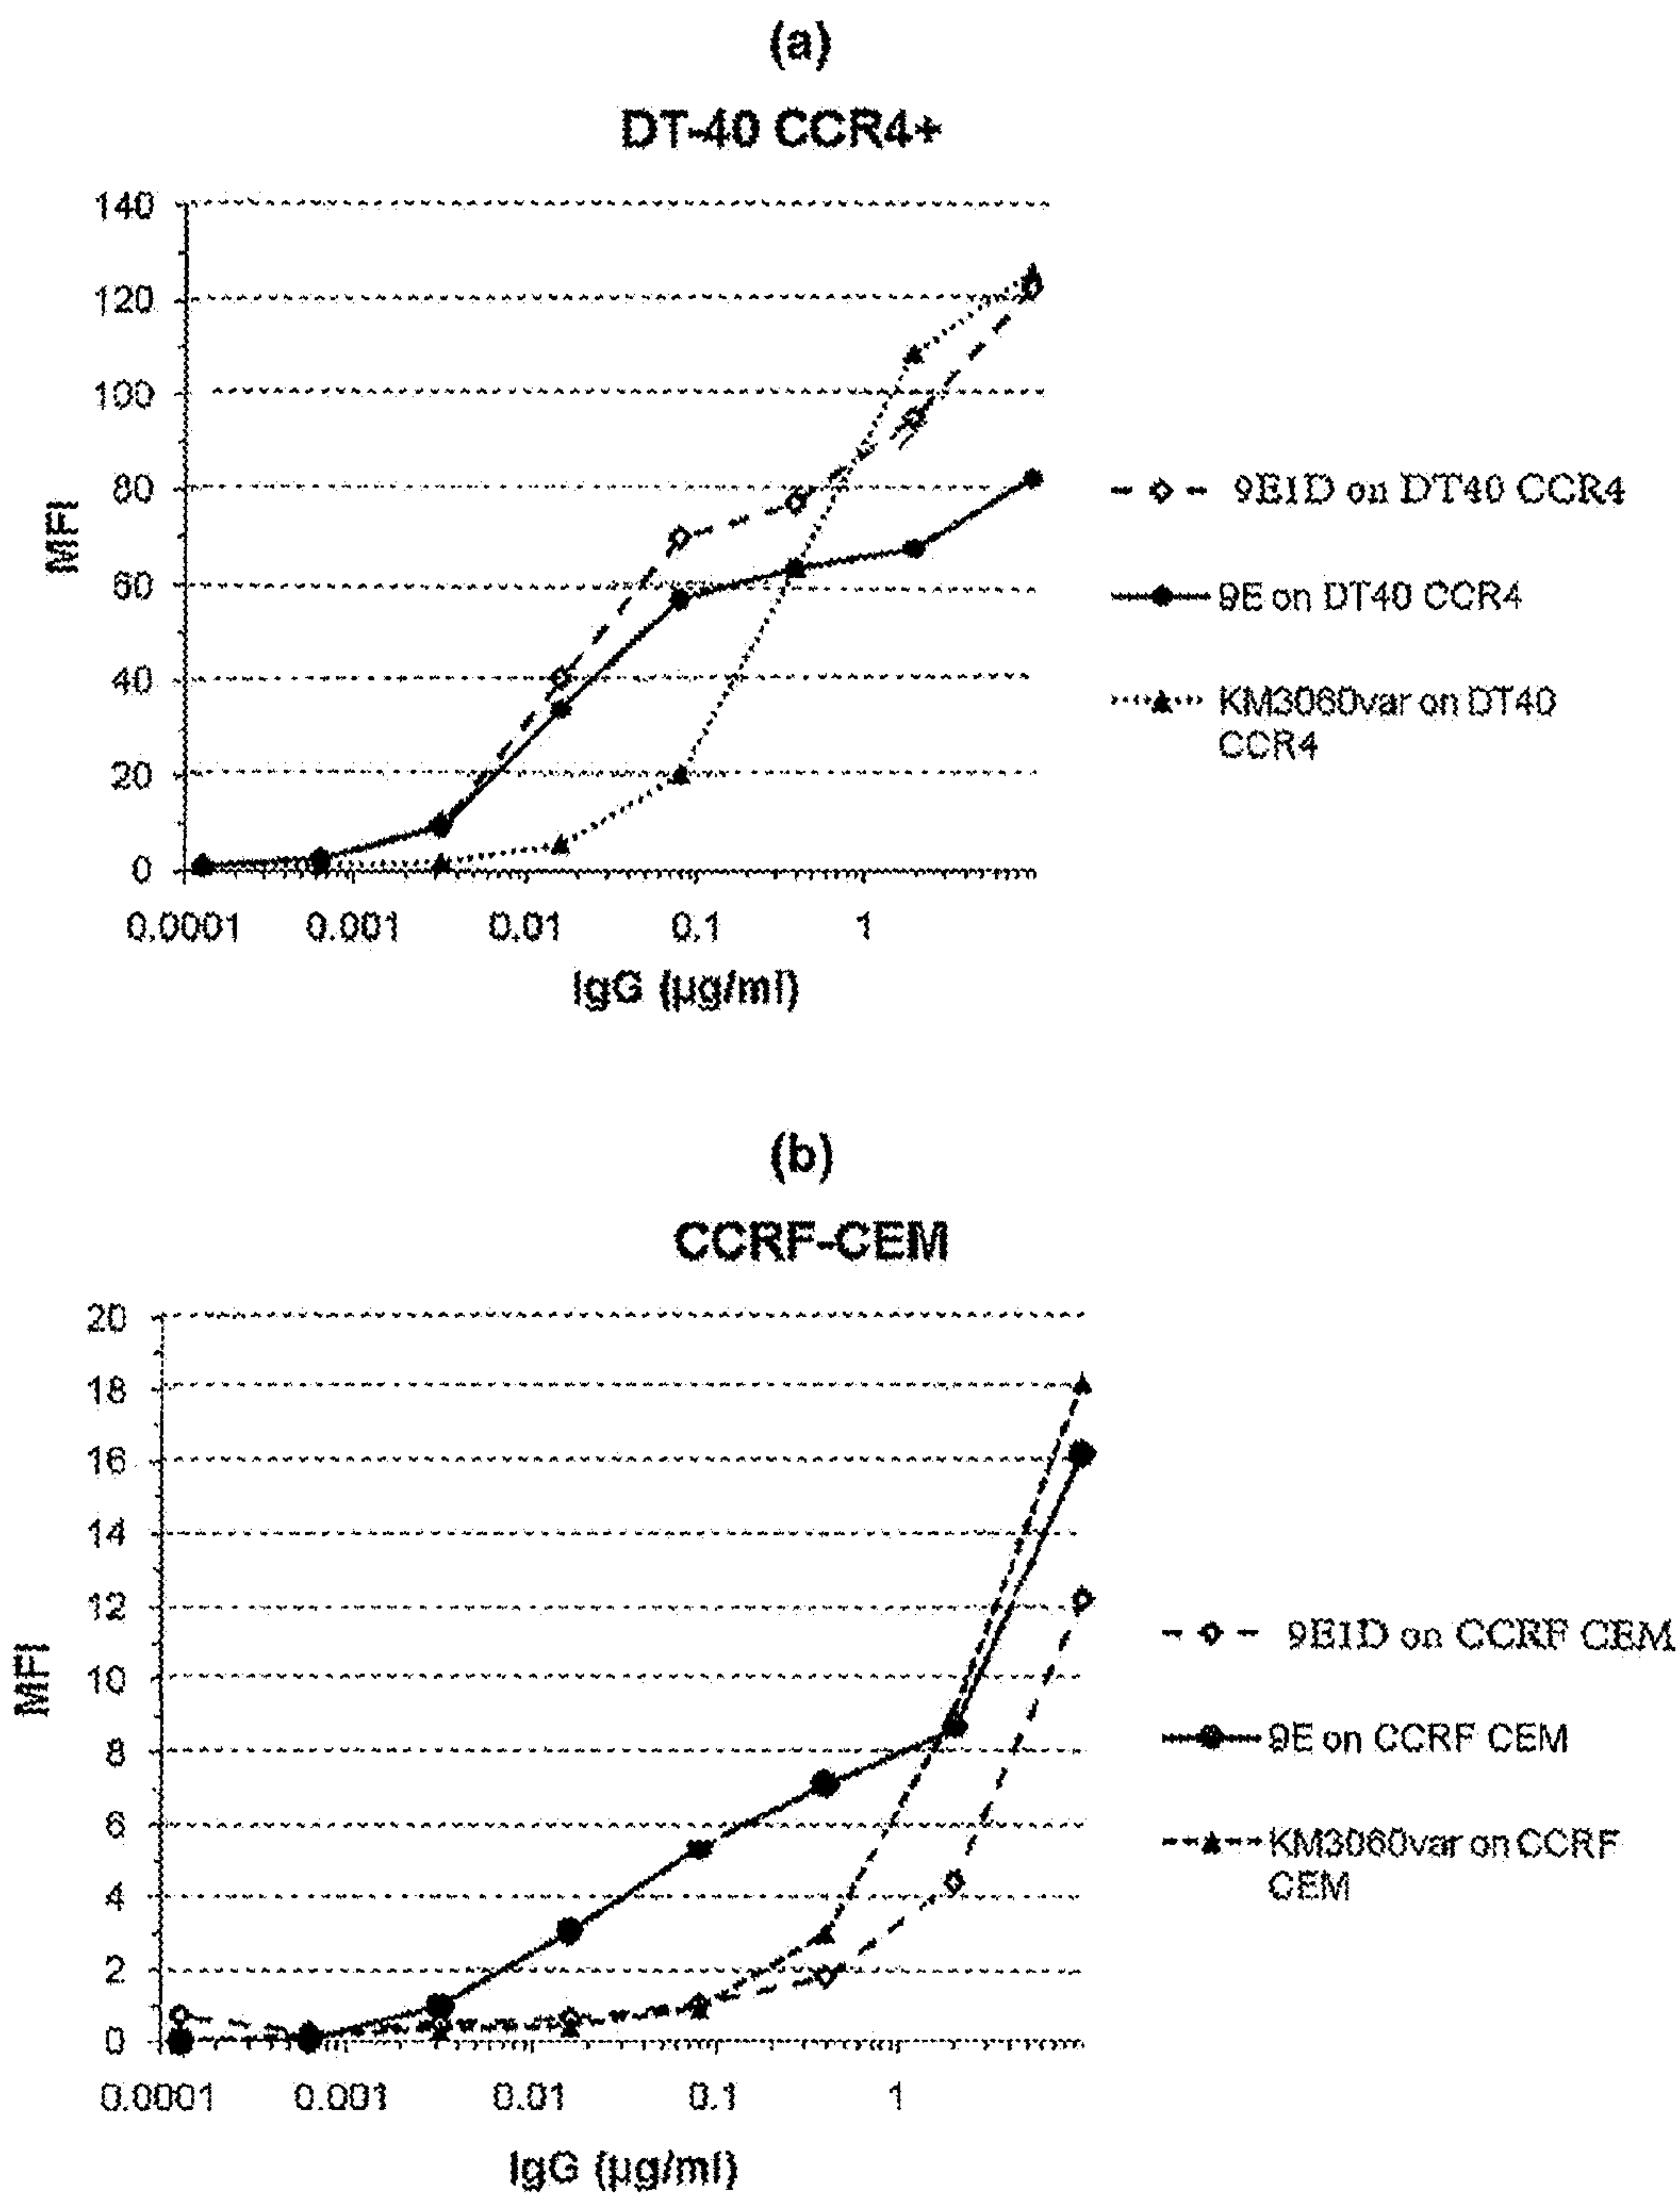 (a)
DT-40 CCR4+
140
120
100
80
60
40
20
0
MFI
0.0001 0.001 0.01 0.1 1
IgG (µg/ml)
9E1D on DT40 CCR4
9E on DT40 CCR4
KM3060var on DT40
CCR4
(b)
CCRF-CEM
20
18
16
14
12
10
8
6
4
2
0
MFI
0.0001 0.001 0.01 0.1 1
IgG (µg/ml)
9E1D on CCRF CEM
9E on CCRF CEM
KM3060var on CCRF
CEM